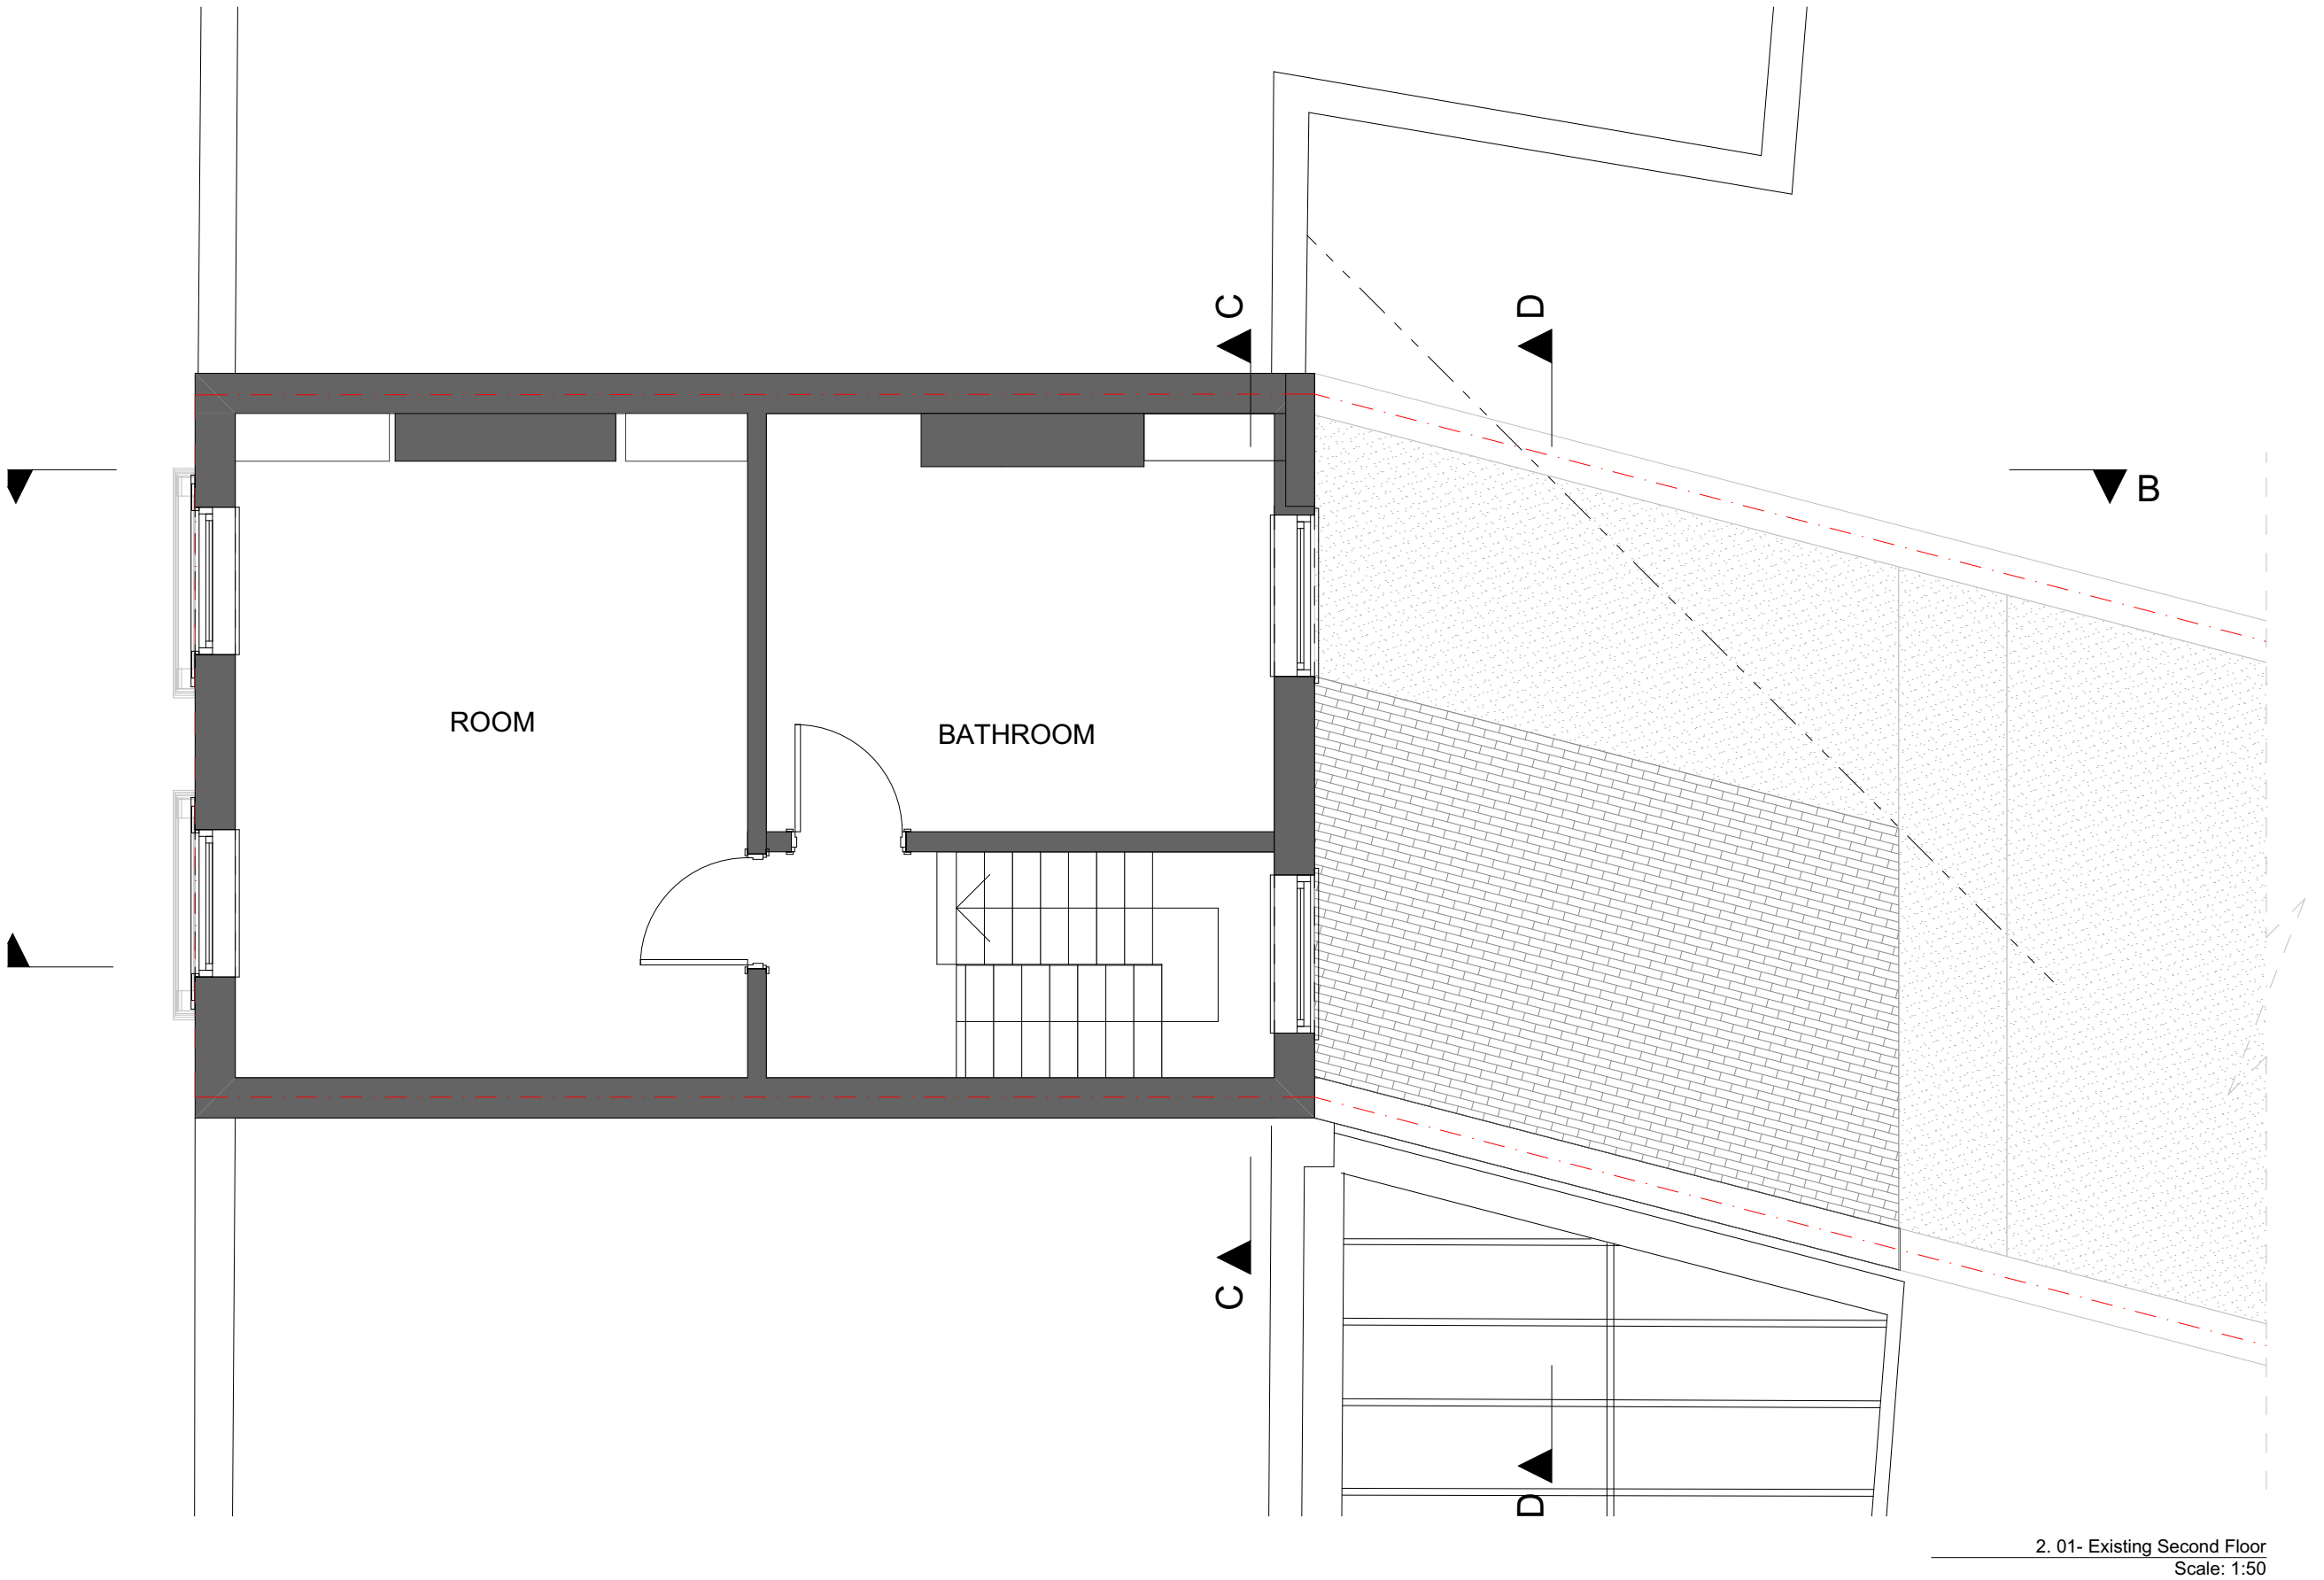 C
D
B
ROOM
BATHROOM
C
D
2. 01- Existing Second Floor
Scale: 1:50